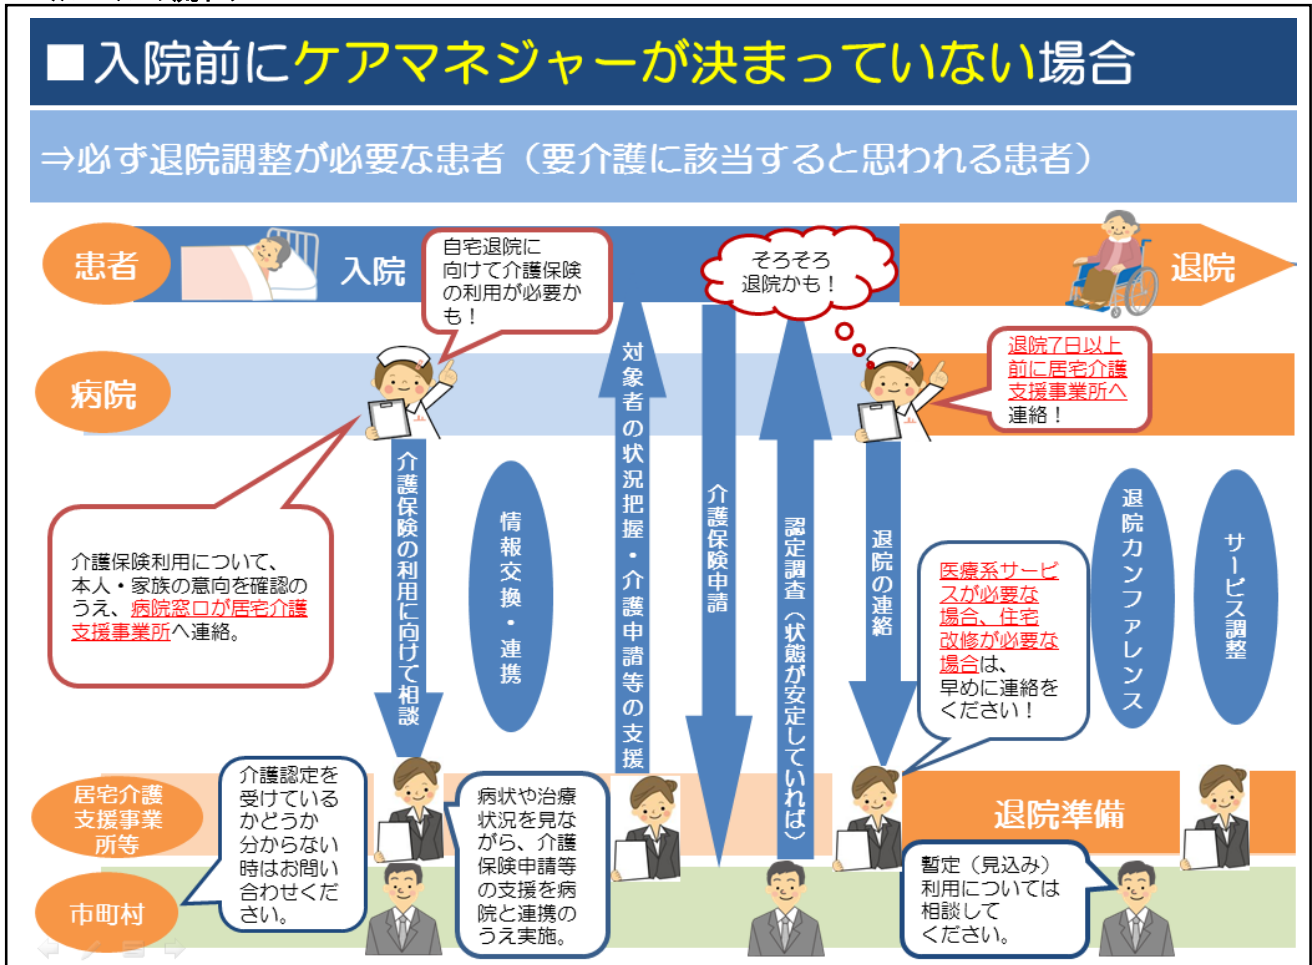 ■入院前にケアマネジャーが決まっていない場合
⇒必ず退院調整が必要な患者（要介護に該当すると思われる患者）
患者
入院
自宅退院に
向けて介護保険
の利用が必要か
も！
そろそろ
退院かも！
退院
病院
退院7日以上
前に居宅介護
支援事業所へ
連絡！
介護保険利用について、
本人・家族の意向を確認の
うえ、病院窓口が居宅介護
支援事業所へ連絡。
介護保険の利用に向けて相談
情報交換・連携
対象者の状況把握・介護申請等の支援
介護保険申請
認定調査（状態が安定していれば）
退院の連絡
医療系サービ
スが必要な
場合、住宅
改修が必要な
場合は、
早めに連絡を
ください！
退院カンファレンス
サービス調整
居宅介護
支援事業
所等
介護認定を
受けている
かどうか
分からない
時はお問い
合わせくだ
さい。
病状や治療
状況を見な
がら、介護
保険申請等
の支援を病
院と連携の
うえ実施。
退院準備
市町村
暫定（見込み）
利用については
相談して
ください。